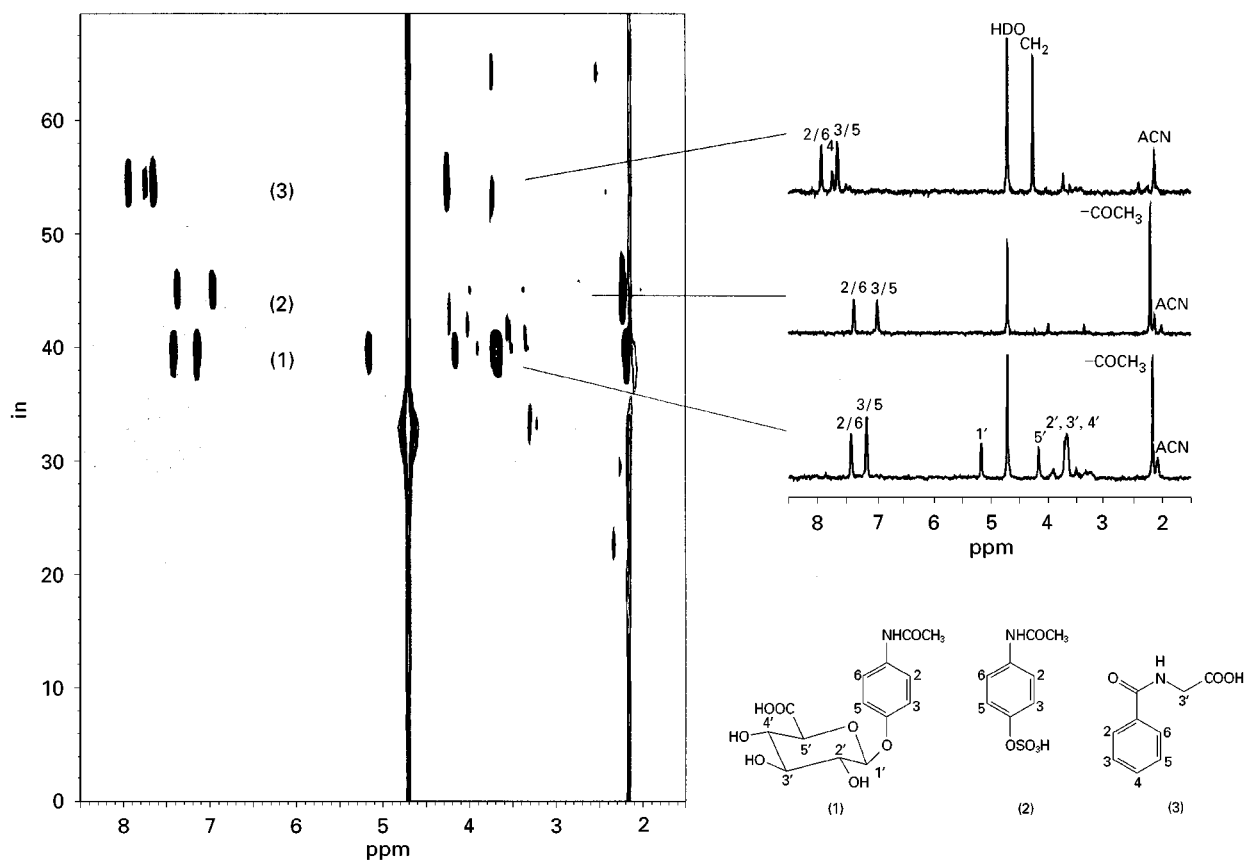 60
50
40
30
20
10
0
in
(3)
(2)
(1)
8
7
6
5
4
3
2
ppm
HDO
CH2
2/6
4
3/5
ACN
−COCH3
2/6
3/5
ACN
−COCH3
2/6
3/5
1′
5′
2′, 3′, 4′
ACN
8
7
6
5
4
3
2
ppm
NHCOCH3
6
2
5
3
HOOC
4′
O
5′
HO
HO
2′
O
3′
OH
1′
(1)
NHCOCH3
6
2
5
3
OSO3H
(2)
H
O
N
COOH
3′
2
6
3
5
4
(3)